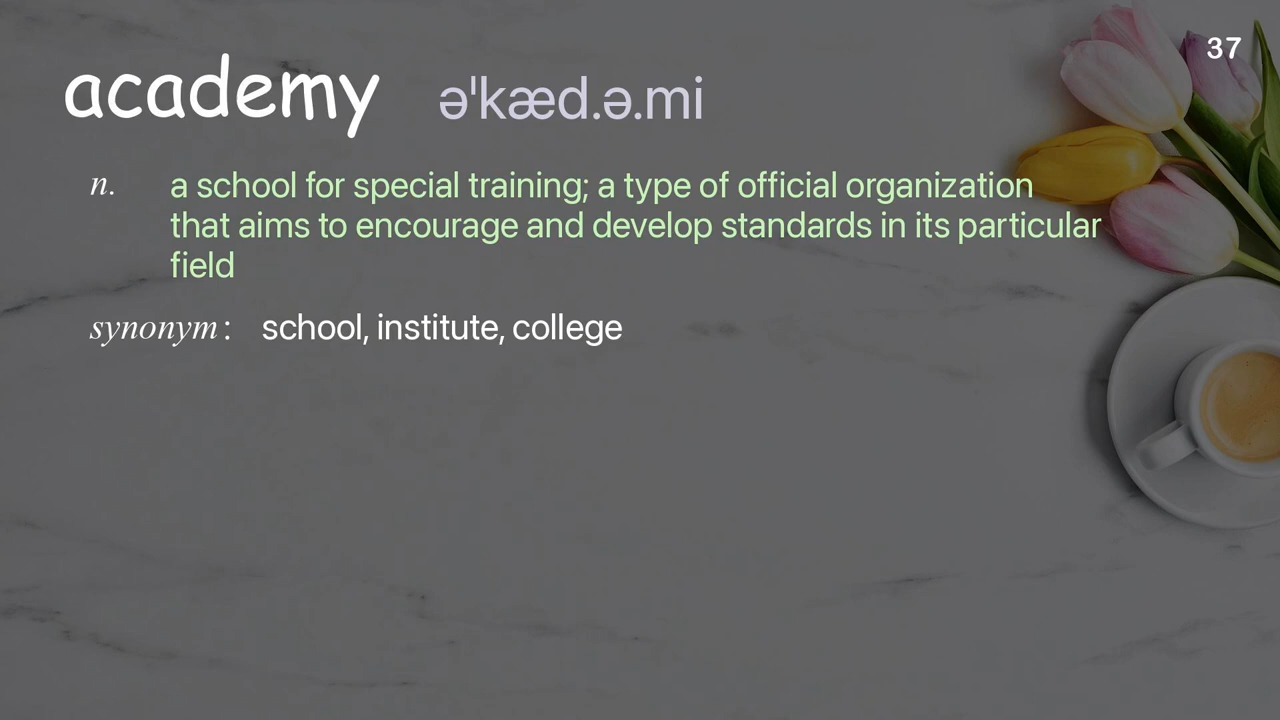 37
academy əˈkæd.ə.mi
n. a school for special training; a type of official organization
that aims to encourage and develop standards in its particular
field
synonym: school, institute, college